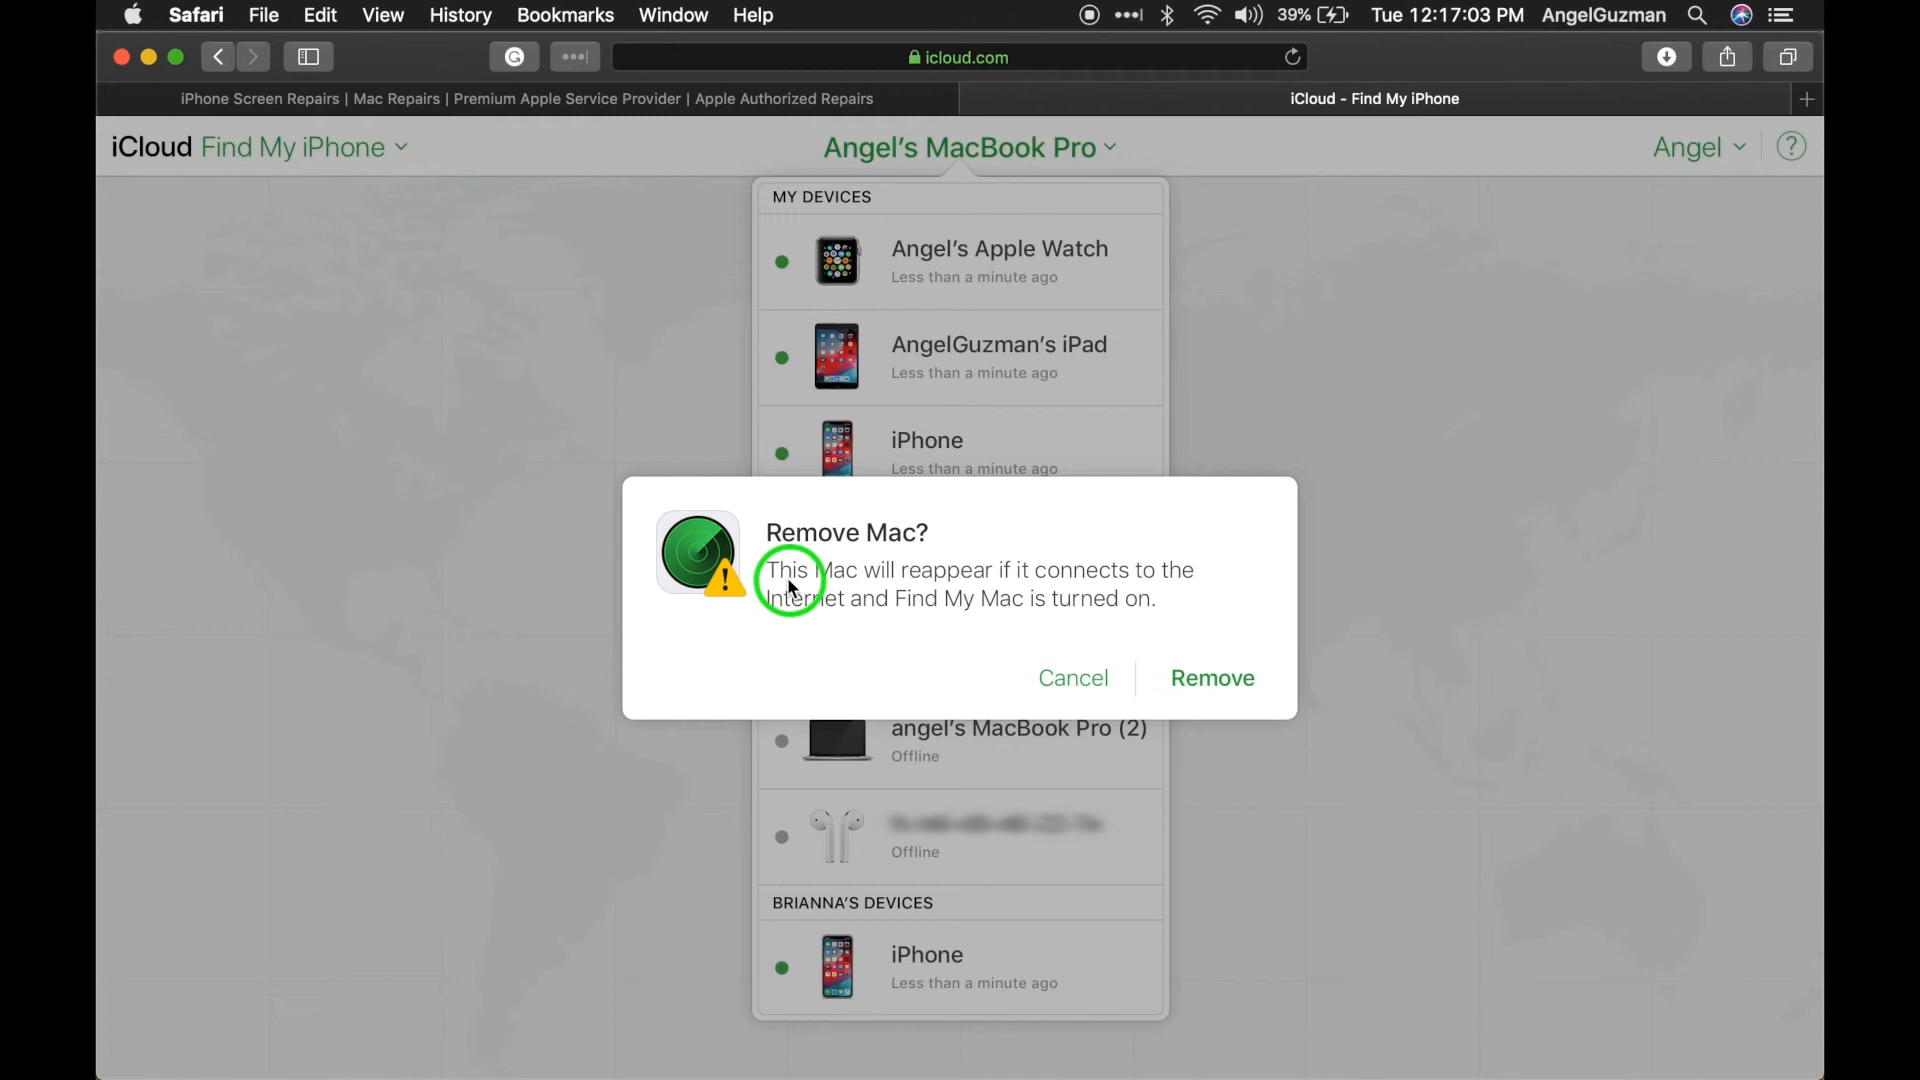 Safari File Edit View History Bookmarks Window Help 39% Tue 12:17:03 PM AngelGuzman
icloud.com
iPhone Screen Repairs | Mac Repairs | Premium Apple Service Provider | Apple Authorized Repairs
iCloud - Find My iPhone
iCloud Find My iPhone
Angel's MacBook Pro
Angel
?
MY DEVICES
Angel's Apple Watch
Less than a minute ago
AngelGuzman's iPad
Less than a minute ago
iPhone
Less than a minute ago
Remove Mac?
This Mac will reappear if it connects to the
Internet and Find My Mac is turned on.
Cancel
Remove
angel's MacBook Pro (2)
Offline
Offline
BRIANNA'S DEVICES
iPhone
Less than a minute ago